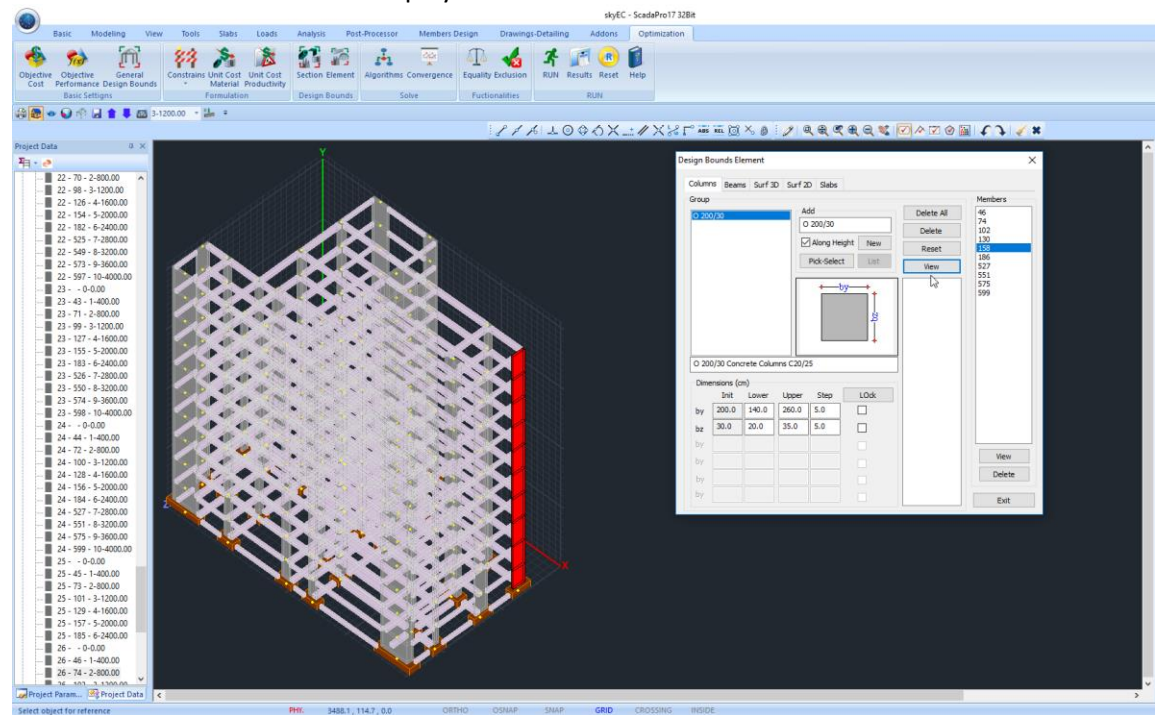 skyEC - ScadaPro17 32Bit
Basic Modeling View Tools Slabs Loads Analysis Post-Processor Members Design Drawings-Detailing Addons Optimization
Objective Cost
Objective Performance
General Design Bounds
Constrains
Unit Cost Material
Unit Cost Productivity
Section
Element
Algorithms
Convergence
Equality
Exclusion
RUN
Results
Reset
Help
Basic Settigns
Formulation
Design Bounds
Solve
Fuctionalities
RUN
3-1200.00
ABS REL
Project Data
22 - 70 - 2-800.00
22 - 98 - 3-1200.00
22 - 126 - 4-1600.00
22 - 154 - 5-2000.00
22 - 182 - 6-2400.00
22 - 525 - 7-2800.00
22 - 549 - 8-3200.00
22 - 573 - 9-3600.00
22 - 597 - 10-4000.00
23 - - 0-0.00
23 - 43 - 1-400.00
23 - 71 - 2-800.00
23 - 99 - 3-1200.00
23 - 127 - 4-1600.00
23 - 155 - 5-2000.00
23 - 183 - 6-2400.00
23 - 526 - 7-2800.00
23 - 550 - 8-3200.00
23 - 574 - 9-3600.00
23 - 598 - 10-4000.00
24 - - 0-0.00
24 - 44 - 1-400.00
24 - 72 - 2-800.00
24 - 100 - 3-1200.00
24 - 128 - 4-1600.00
24 - 156 - 5-2000.00
24 - 184 - 6-2400.00
24 - 527 - 7-2800.00
24 - 551 - 8-3200.00
24 - 575 - 9-3600.00
24 - 599 - 10-4000.00
25 - - 0-0.00
25 - 45 - 1-400.00
25 - 73 - 2-800.00
25 - 101 - 3-1200.00
25 - 129 - 4-1600.00
25 - 157 - 5-2000.00
25 - 185 - 6-2400.00
26 - - 0-0.00
26 - 46 - 1-400.00
26 - 74 - 2-800.00
Project Param... Project Data
Y
Z
X
Design Bounds Element
Columns Beams Surf 3D Surf 2D Slabs
Group
O 200/30
Add
O 200/30
Along Height New
Pick-Select List
Delete All
Delete
Reset
View
Members
46
74
102
130
158
186
527
551
575
599
by
bz
O 200/30 Concrete Columns C20/25
Dimensions (cm)
Init Lower Upper Step LOck
by 200.0 140.0 260.0 5.0
bz 30.0 20.0 35.0 5.0
by
by
by
by
View
Delete
Exit
Select object for reference PHK. 3488.1 , 114.7 , 0.0 ORTHO OSNAP SNAP GRID CROSSING INSIDE